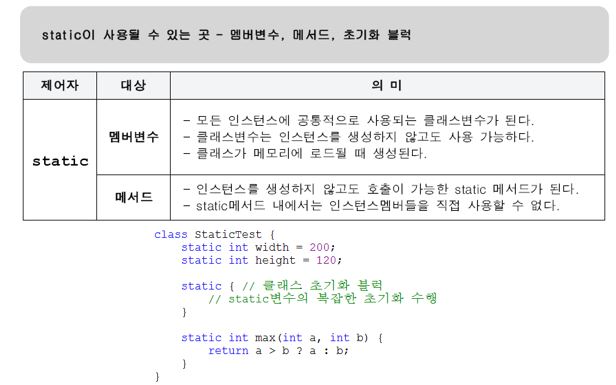 static이 사용될 수 있는 곳 - 멤버변수, 메서드, 초기화 블럭
제어자 대상 의 미
static
멤버변수
- 모든 인스턴스에 공통적으로 사용되는 클래스변수가 된다.
- 클래스변수는 인스턴스를 생성하지 않고도 사용 가능하다.
- 클래스가 메모리에 로드될 때 생성된다.
메서드
- 인스턴스를 생성하지 않고도 호출이 가능한 static 메서드가 된다.
- static메서드 내에서는 인스턴스멤버들을 직접 사용할 수 없다.
class StaticTest {
    static int width = 200;
    static int height = 120;
    static { // 클래스 초기화 블럭
        // static변수의 복잡한 초기화 수행
    }
    static int max(int a, int b) {
        return a > b ? a : b;
    }
}